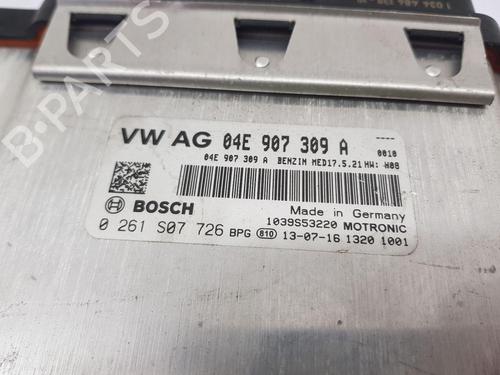 B-PARTS
VW AG 04E 907 309 A ----
0010
04E 907 309 A BENZIN MED17.5.21 HW: H08
BOSCH
Made in Germany
1039S53220 MOTRONIC
0 261 S07 726 BPG 810 13-07-16 1320 1001